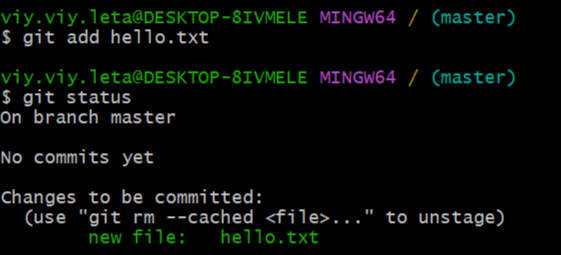 viy.viy.leta@DESKTOP-8IVMELE MINGW64 / (master)
$ git add hello.txt
viy.viy.leta@DESKTOP-8IVMELE MINGW64 / (master)
$ git status
On branch master
No commits yet
Changes to be committed:
(use "git rm --cached <file>..." to unstage)
new file: hello.txt